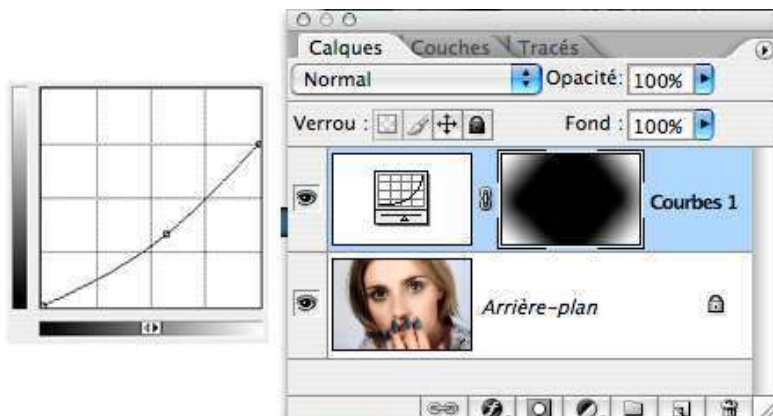 Calques Couches Tracés
Normal Opacité: 100%
Verrou : Fond : 100%
Courbes 1
Arrière-plan